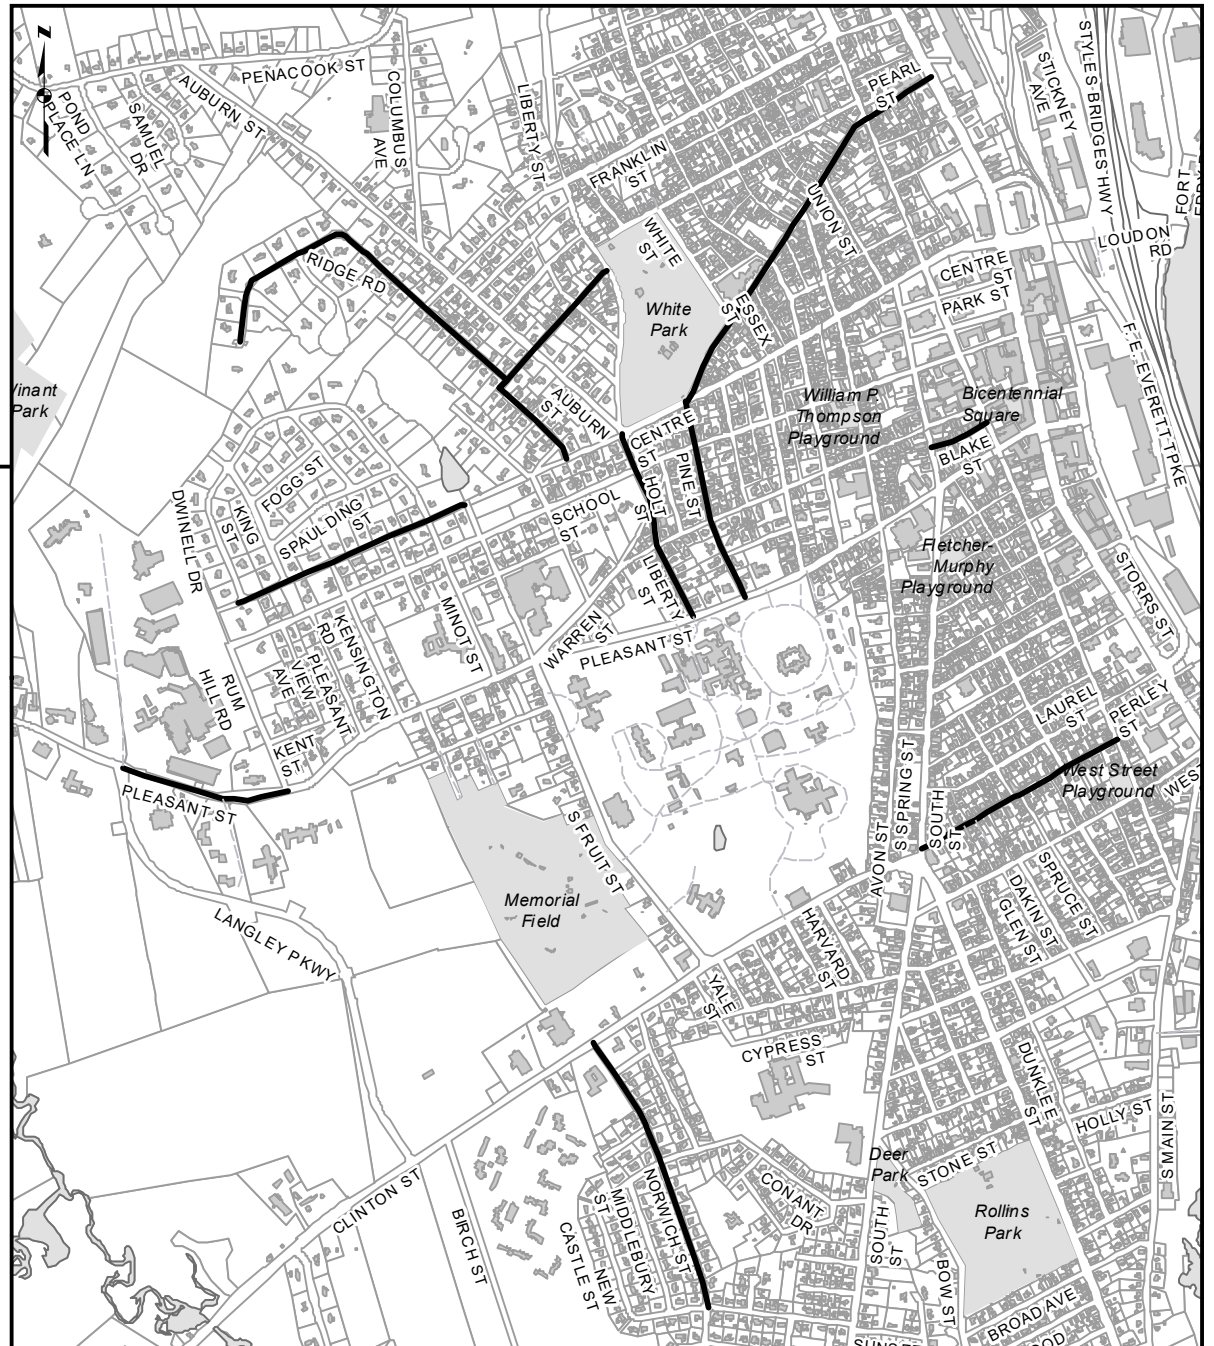 N
PENACOOK ST
POND
PLACE LN
SAMUEL
DR
AUBURN ST
COLUMBUS
AVE
LIBERTY ST
FRANKLIN
ST
PEARL
ST
STICKNEY
AVE
STYLES BRIDGES HWY
FORT
LOUDON
RD
UNION ST
WHITE
ST
CENTRE
ST
PARK ST
RIDGE RD
White
Park
ESSEX
ST
F. E. EVERETT TPKE
Winant
Park
William P.
Thompson
Playground
Bicentennial
Square
BLAKE
ST
AUBURN
ST
CENTRE
ST
PINE ST
HOLT
ST
SCHOOL
ST
FOGG ST
KING
ST
SPAULDING
ST
DWINELL DR
Fletcher-
Murphy
Playground
STORRS ST
LIBERTY
ST
MINOT ST
WARREN
ST
PLEASANT ST
KENSINGTON
RD
PLEASANT
VIEW
AVE
RUM
HILL RD
KENT
ST
PLEASANT ST
LAUREL
ST
PERLEY
ST
West Street
Playground
WEST
S SPRING ST
SOUTH
ST
AVON ST
S FRUIT ST
Memorial
Field
LANGLEY PKWY
HARVARD
ST
SPRUCE ST
DAKIN ST
GLEN ST
YALE
ST
CYPRESS
ST
DUNKLEE
ST
HOLLY ST
S MAIN ST
Deer
Park
STONE ST
Rollins
Park
CONANT
DR
NORWICH ST
MIDDLEBURY
ST
NEW
CASTLE ST
BIRCH ST
CLINTON ST
SOUTH
ST
BOW ST
BROAD AVE